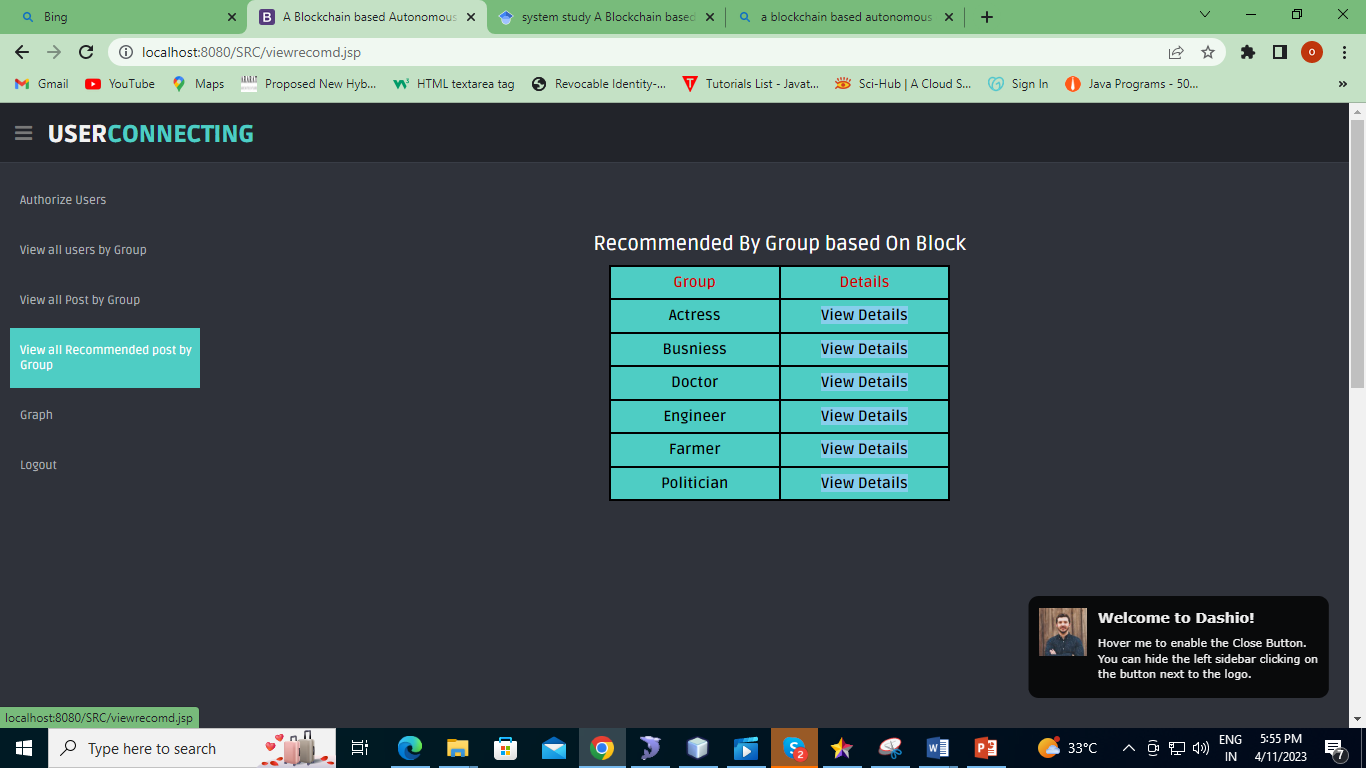 Bing
A Blockchain based Autonomous
system study A Blockchain based
a blockchain based autonomous
localhost:8080/SRC/viewrecomd.jsp
o
Gmail
YouTube
Maps
Proposed New Hyb...
HTML textarea tag
Revocable Identity-...
Tutorials List - Javat...
Sci-Hub | A Cloud S...
Sign In
Java Programs - 50...
USERCONNECTING
Authorize Users
View all users by Group
View all Post by Group
View all Recommended post by
Group
Graph
Logout
Recommended By Group based On Block
Group Details
Actress View Details
Busniess View Details
Doctor View Details
Engineer View Details
Farmer View Details
Politician View Details
Welcome to Dashio!
Hover me to enable the Close Button.
You can hide the left sidebar clicking on
the button next to the logo.
localhost:8080/SRC/viewrecomd.jsp
Type here to search
33°C
ENG
IN
5:55 PM
4/11/2023
7